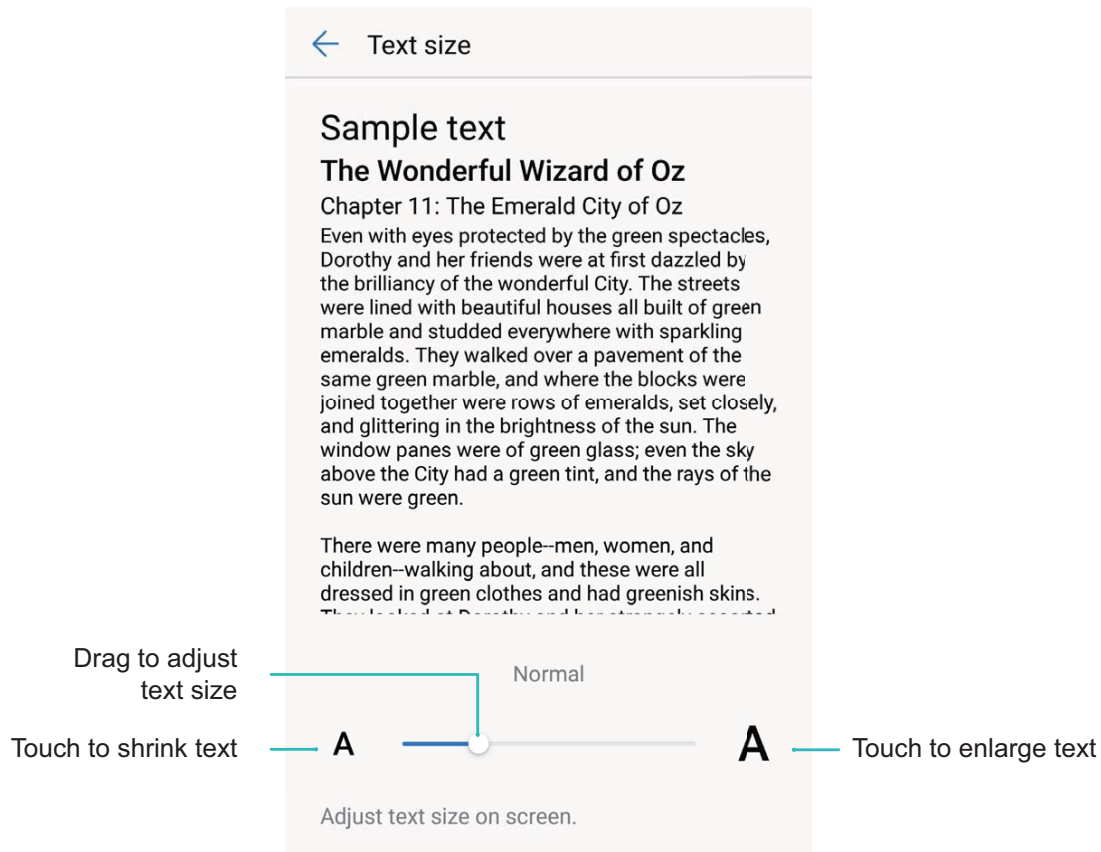 Text size
Sample text
The Wonderful Wizard of Oz
Chapter 11: The Emerald City of Oz
Even with eyes protected by the green spectacles,
Dorothy and her friends were at first dazzled by
the brilliancy of the wonderful City. The streets
were lined with beautiful houses all built of green
marble and studded everywhere with sparkling
emeralds. They walked over a pavement of the
same green marble, and where the blocks were
joined together were rows of emeralds, set closely,
and glittering in the brightness of the sun. The
window panes were of green glass; even the sky
above the City had a green tint, and the rays of the
sun were green.
There were many people--men, women, and
children--walking about, and these were all
dressed in green clothes and had greenish skins.
They looked at Dorothy and her strangely assorted
Drag to adjust
text size
Normal
Touch to shrink text
A
A
Touch to enlarge text
Adjust text size on screen.